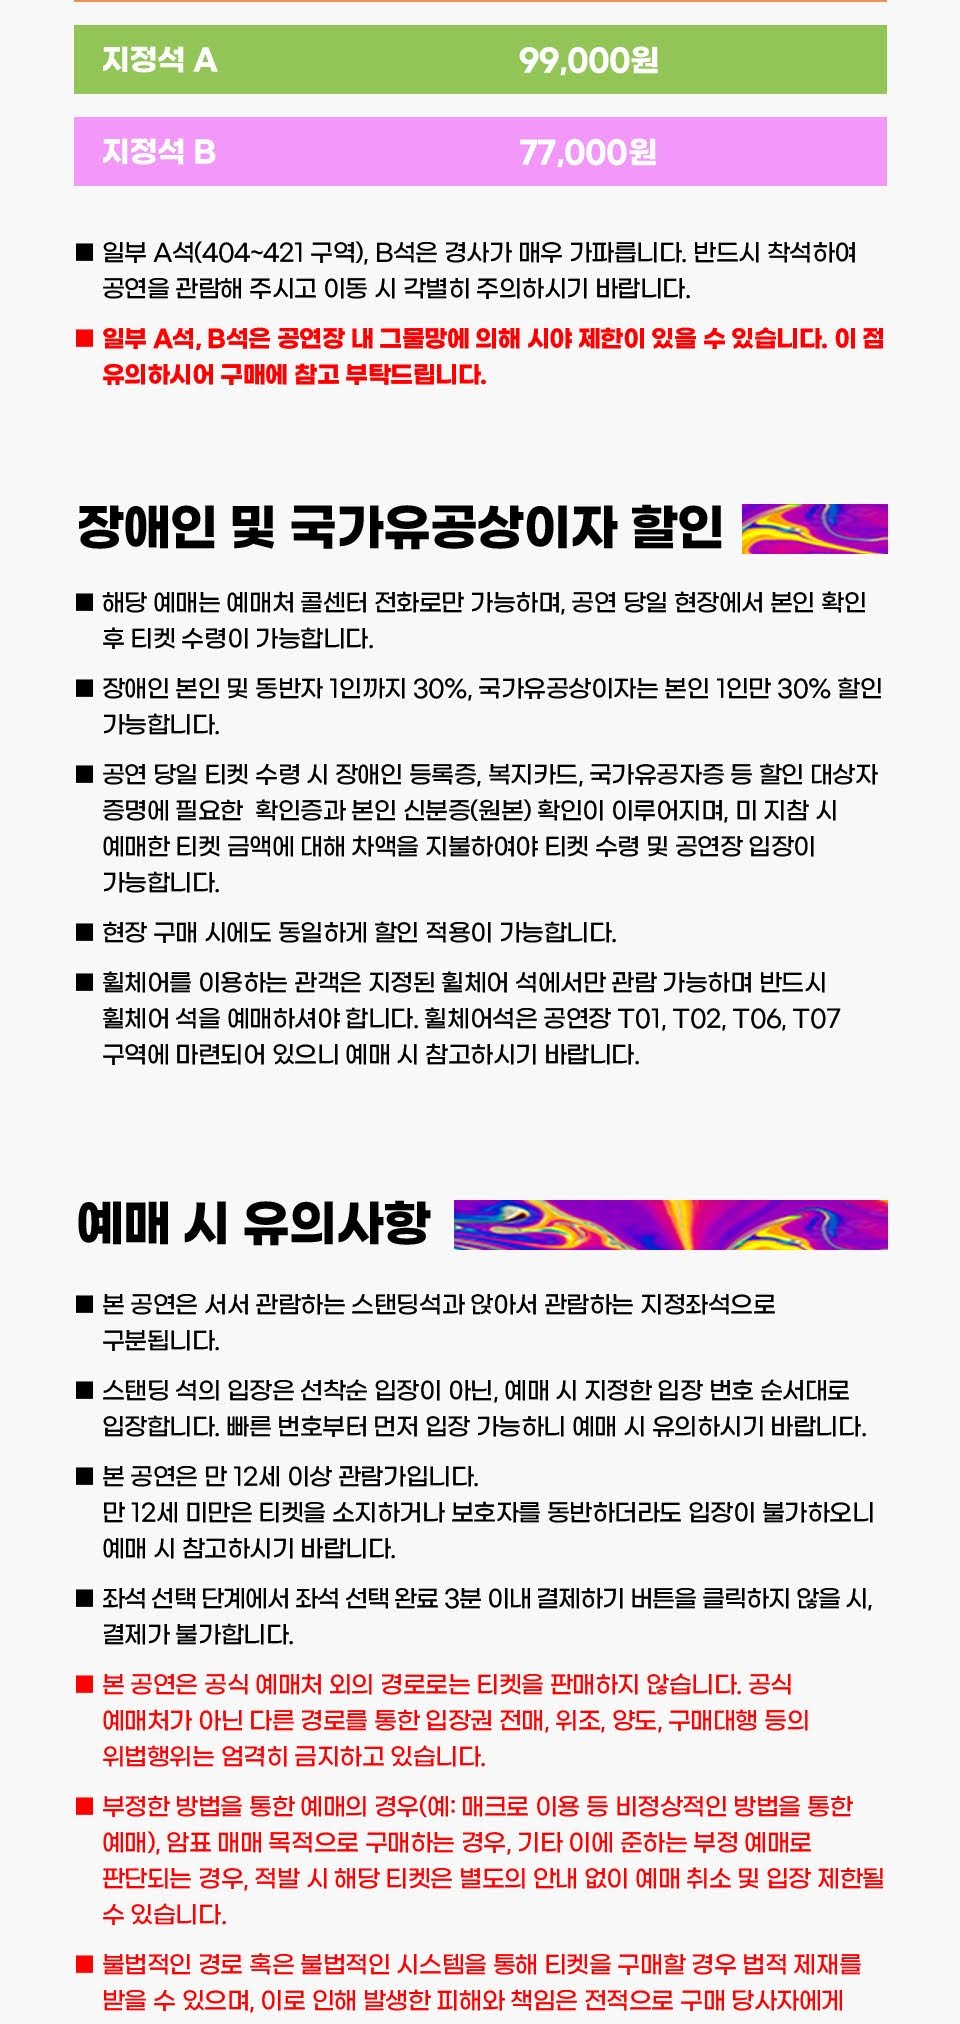 지정석 A 99,000원
지정석 B 77,000원
■ 일부 A석(404~421 구역), B석은 경사가 매우 가파릅니다. 반드시 착석하여
공연을 관람해 주시고 이동 시 각별히 주의하시기 바랍니다.
■ 일부 A석, B석은 공연장 내 그물망에 의해 시야 제한이 있을 수 있습니다. 이 점
유의하시어 구매에 참고 부탁드립니다.
장애인 및 국가유공상이자 할인
■ 해당 예매는 예매처 콜센터 전화로만 가능하며, 공연 당일 현장에서 본인 확인
후 티켓 수령이 가능합니다.
■ 장애인 본인 및 동반자 1인까지 30%, 국가유공상이자는 본인 1인만 30% 할인
가능합니다.
■ 공연 당일 티켓 수령 시 장애인 등록증, 복지카드, 국가유공자증 등 할인 대상자
증명에 필요한 확인증과 본인 신분증(원본) 확인이 이루어지며, 미 지참 시
예매한 티켓 금액에 대해 차액을 지불하여야 티켓 수령 및 공연장 입장이
가능합니다.
■ 현장 구매 시에도 동일하게 할인 적용이 가능합니다.
■ 휠체어를 이용하는 관객은 지정된 휠체어 석에서만 관람 가능하며 반드시
휠체어 석을 예매하셔야 합니다. 휠체어석은 공연장 T01, T02, T06, T07
구역에 마련되어 있으니 예매 시 참고하시기 바랍니다.
예매 시 유의사항
■ 본 공연은 서서 관람하는 스탠딩석과 앉아서 관람하는 지정좌석으로
구분됩니다.
■ 스탠딩 석의 입장은 선착순 입장이 아닌, 예매 시 지정한 입장 번호 순서대로
입장합니다. 빠른 번호부터 먼저 입장 가능하니 예매 시 유의하시기 바랍니다.
■ 본 공연은 만 12세 이상 관람가입니다.
만 12세 미만은 티켓을 소지하거나 보호자를 동반하더라도 입장이 불가하오니
예매 시 참고하시기 바랍니다.
■ 좌석 선택 단계에서 좌석 선택 완료 3분 이내 결제하기 버튼을 클릭하지 않을 시,
결제가 불가합니다.
■ 본 공연은 공식 예매처 외의 경로로는 티켓을 판매하지 않습니다. 공식
예매처가 아닌 다른 경로를 통한 입장권 전매, 위조, 양도, 구매대행 등의
위법행위는 엄격히 금지하고 있습니다.
■ 부정한 방법을 통한 예매의 경우(예: 매크로 이용 등 비정상적인 방법을 통한
예매), 암표 매매 목적으로 구매하는 경우, 기타 이에 준하는 부정 예매로
판단되는 경우, 적발 시 해당 티켓은 별도의 안내 없이 예매 취소 및 입장 제한될
수 있습니다.
■ 불법적인 경로 혹은 불법적인 시스템을 통해 티켓을 구매할 경우 법적 제재를
받을 수 있으며, 이로 인해 발생한 피해와 책임은 전적으로 구매 당사자에게